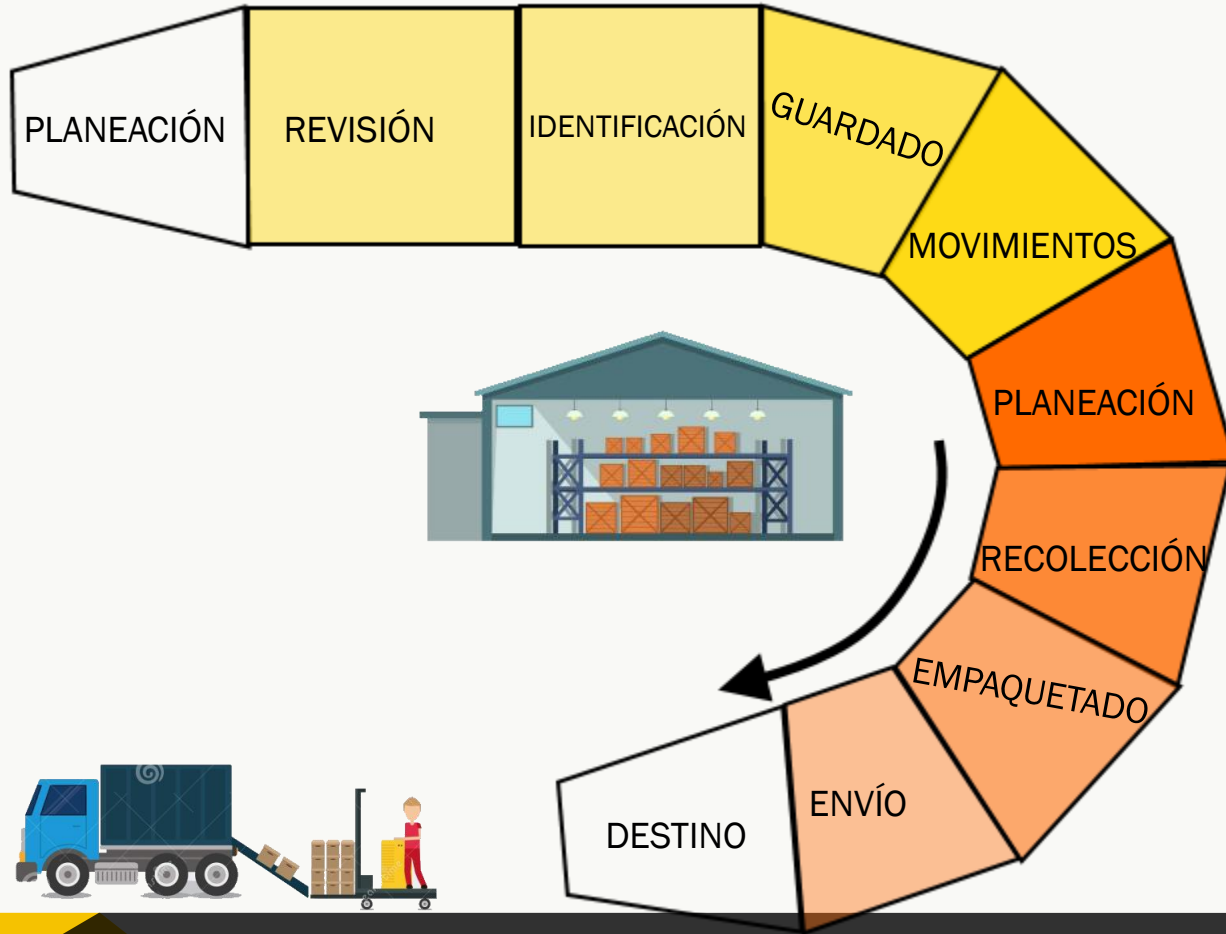 PLANEACIÓN
REVISIÓN
IDENTIFICACIÓN
GUARDADO
MOVIMIENTOS
PLANEACIÓN
RECOLECCIÓN
EMPAQUETADO
ENVÍO
DESTINO